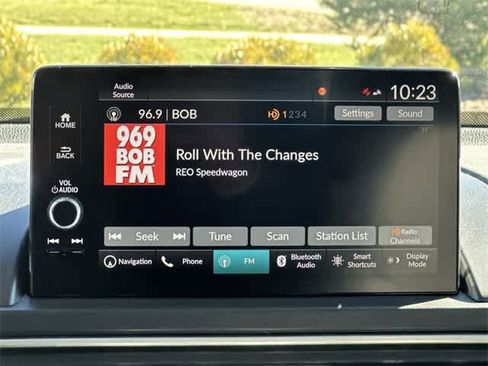 Audio
Source
10:23
HOME
96.9 | BOB
HD 1234
Settings
Sound
BACK
969
BOB
FM
Roll With The Changes
REO Speedwagon
VOL
AUDIO
Seek
Tune
Scan
Station List
HD Radio
Channels
Navigation
Phone
FM
Bluetooth
Audio
Smart
Shortcuts
Display
Mode